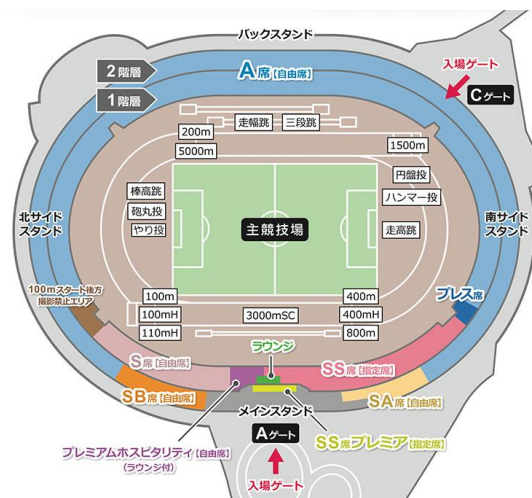 バックスタンド
2階層
A席【自由席】
入場ゲート
1階層
Cゲート
走幅跳
三段跳
200m
5000m
1500m
棒高跳
円盤投
砲丸投
ハンマー投
北サイド
スタンド
やり投
主競技場
走高跳
南サイド
スタンド
100mスタート後方
撮影禁止エリア
プレス席
100m
400m
100mH
3000mSC
400mH
110mH
800m
ラウンジ
S席【自由席】
SS席【指定席】
SB席【自由席】
メインスタンド
SA席【自由席】
Aゲート
プレミアムホスピタリティ【自由席】
(ラウンジ付)
SS席プレミア【指定席】
入場ゲート